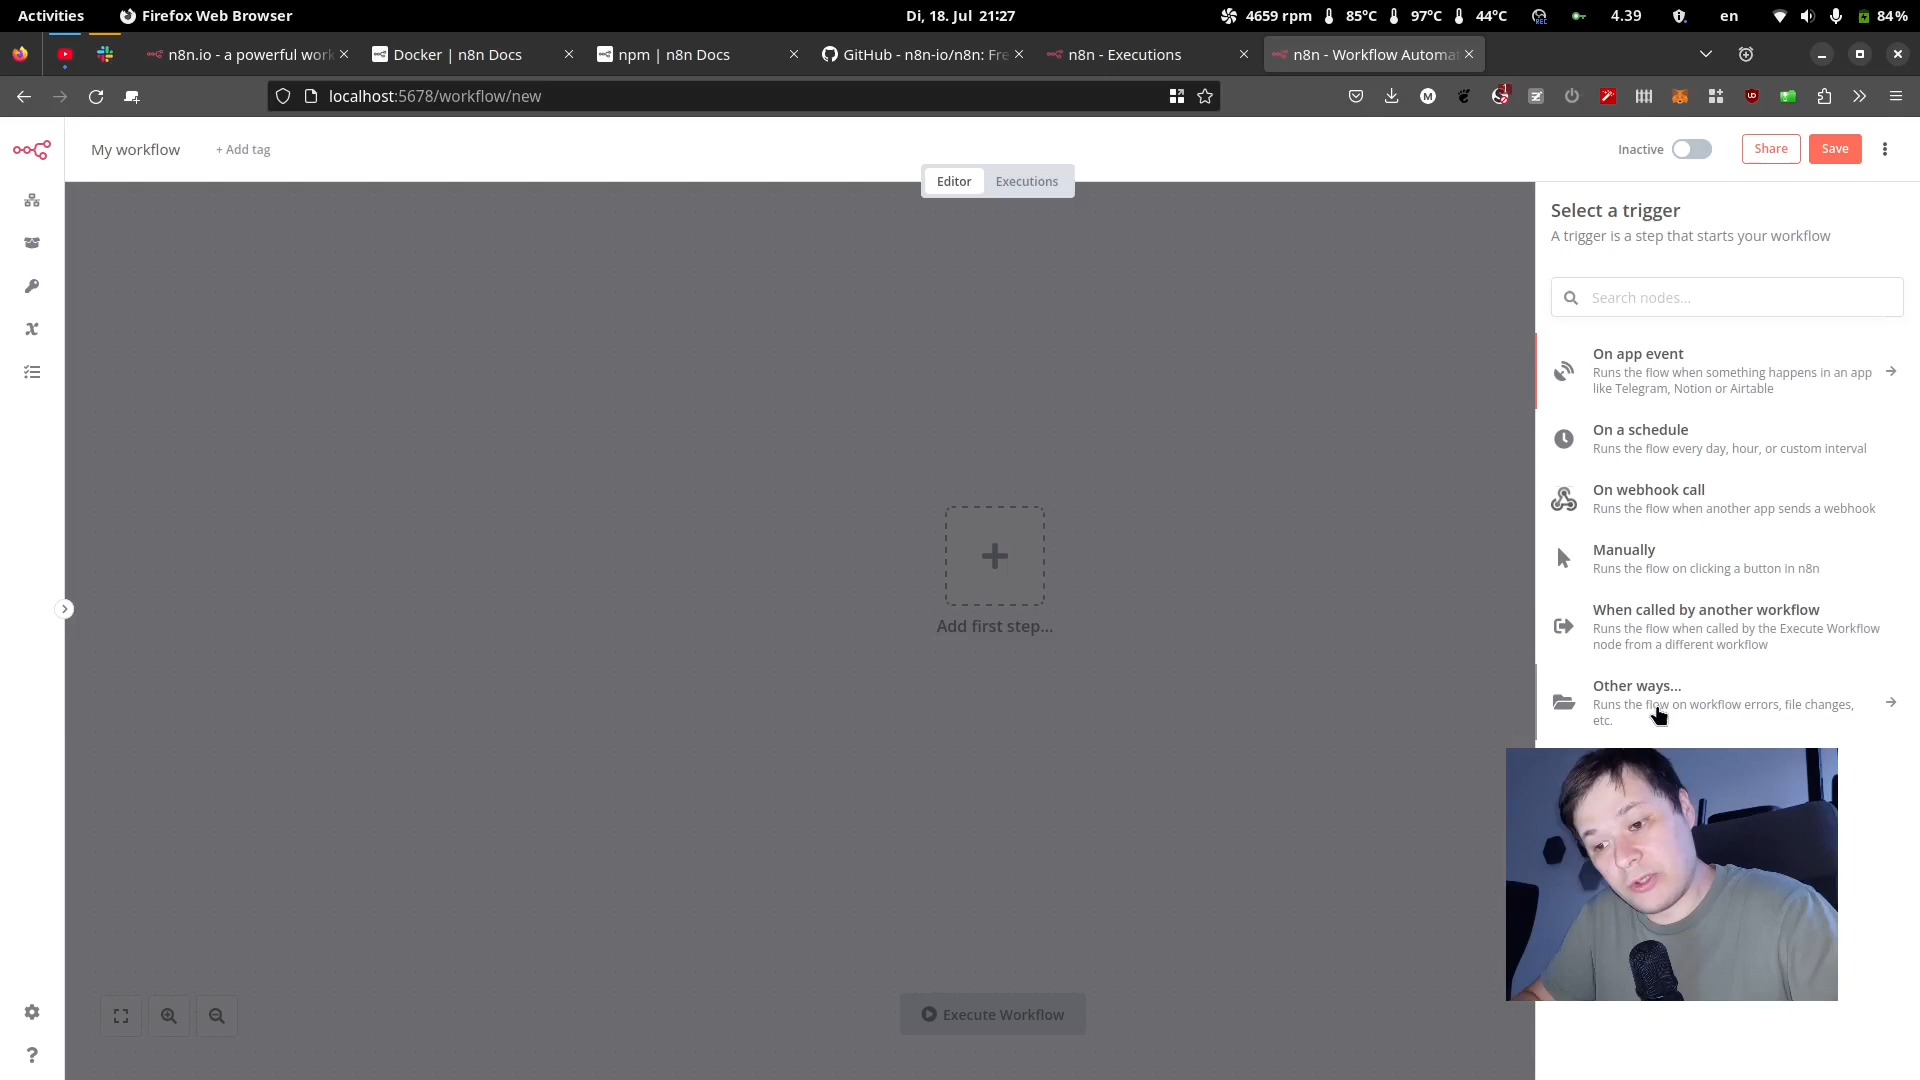 Activities
Firefox Web Browser
Di, 18. Jul 21:27
4659 rpm
85°C
97°C
44°C
REC
4.39
en
84%
n8n.io - a powerful work
Docker | n8n Docs
npm | n8n Docs
GitHub - n8n-io/n8n: Fre
n8n - Executions
n8n - Workflow Automat
localhost:5678/workflow/new
1
My workflow
+ Add tag
Inactive
Share
Save
Editor
Executions
Select a trigger
A trigger is a step that starts your workflow
Search nodes...
On app event
Runs the flow when something happens in an app
like Telegram, Notion or Airtable
On a schedule
Runs the flow every day, hour, or custom interval
On webhook call
Runs the flow when another app sends a webhook
Manually
Runs the flow on clicking a button in n8n
When called by another workflow
Runs the flow when called by the Execute Workflow
node from a different workflow
Other ways...
Runs the flow on workflow errors, file changes,
etc.
Add first step...
Execute Workflow